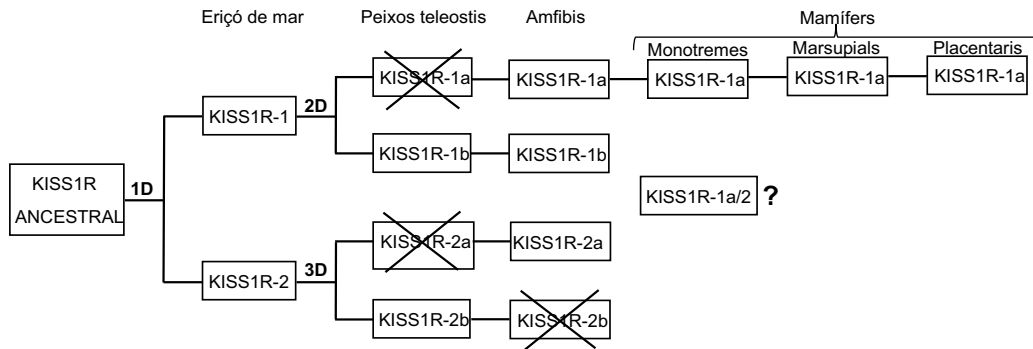 Mamífers
Eriçó de mar
Peixos teleostis
Amfibis
Monotremes
Marsupials
Placentaris
KISS1R-1a
KISS1R-1a
KISS1R-1a
KISS1R-1a
KISS1R-1a
KISS1R-1
2D
KISS1R-1b
KISS1R-1b
KISS1R
ANCESTRAL
1D
KISS1R-1a/2
?
KISS1R-2a
KISS1R-2a
KISS1R-2
3D
KISS1R-2b
KISS1R-2b